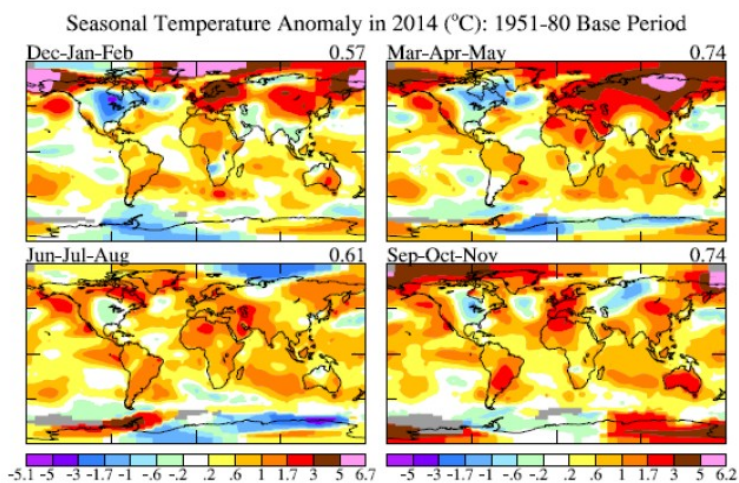 Seasonal Temperature Anomaly in 2014 (°C): 1951-80 Base Period
Dec-Jan-Feb 0.57
Mar-Apr-May 0.74
Jun-Jul-Aug 0.61
Sep-Oct-Nov 0.74
-5.1 -5 -3 -1.7 -1 -.6 -.2 .2 .6 1 1.7 3 5 6.7
-5 -3 -1.7 -1 -.6 -.2 .2 .6 1 1.7 3 5 6.7